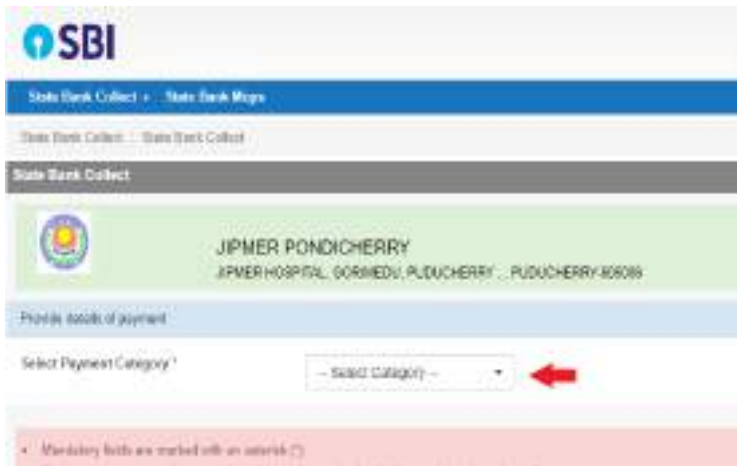 SBI
State Bank Collect State Bank Mops
State Bank Collect State Bank Collect
State Bank Collect
JIPMER PONDICHERRY
JIPMER HOSPITAL, GORIMEDU, PUDUCHERRY , , PUDUCHERRY-605006
Provide details of payment
Select Payment Category *
-- Select Category --
Mandatory fields are marked with an asterisk (*)